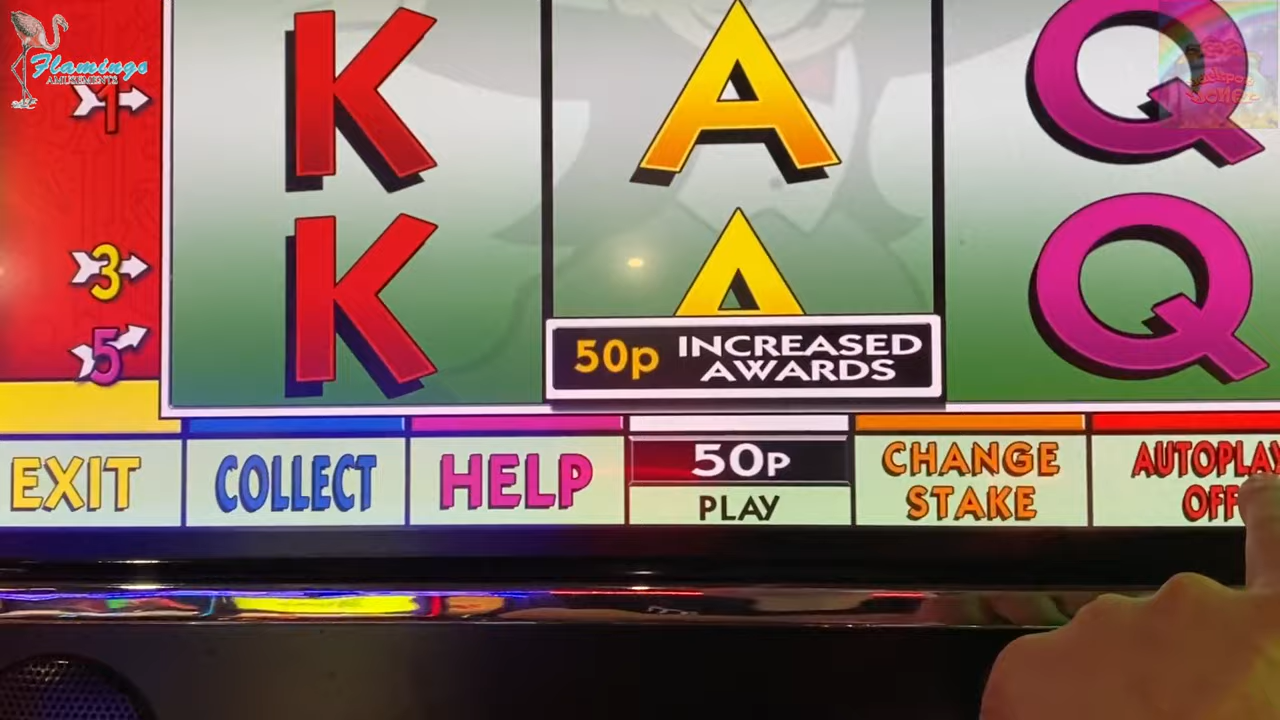 Flamingo
AMUSEMENTS
1
K
A
Q
3
K
A
Q
5
50p INCREASED
AWARDS
EXIT
COLLECT
HELP
50P
PLAY
CHANGE
STAKE
AUTOPLAY
OFF